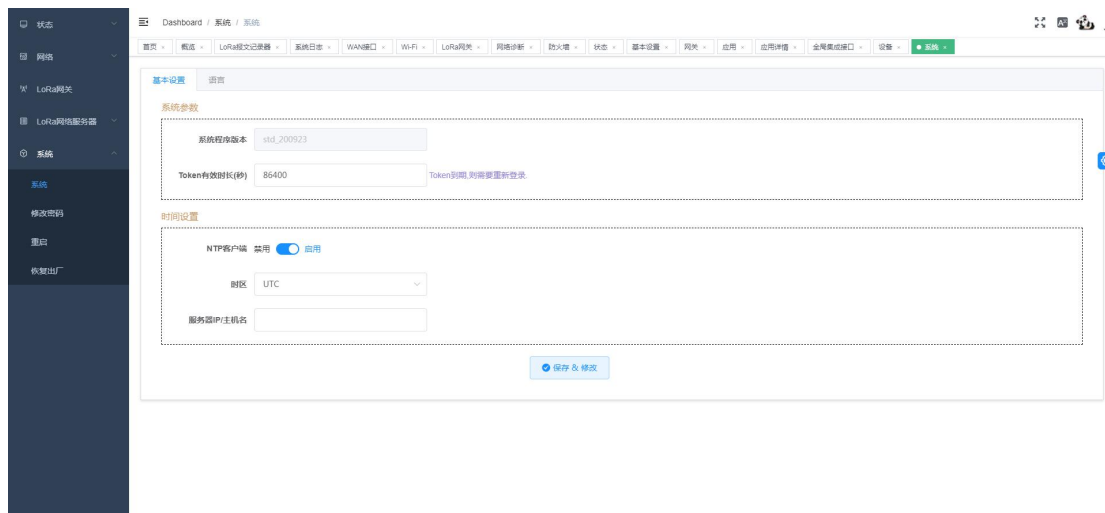 状态
网络
LoRa网关
LoRa网络服务器
系统
系统
修改密码
重启
恢复出厂
Dashboard / 系统 / 系统
首页 × 概览 × LoRa报文记录器 × 系统日志 × WAN接口 × Wi-Fi × LoRa网关 × 网络诊断 × 防火墙 × 状态 × 基本设置 × 网关 × 应用 × 应用详情 × 全局集成接口 × 设备 × 系统 ×
基本设置 语言
系统参数
系统程序版本 std_200923
Token有效时长(秒) 86400 Token到期,则需要重新登录.
时间设置
NTP客户端 禁用 启用
时区 UTC
服务器IP/主机名
保存 & 修改